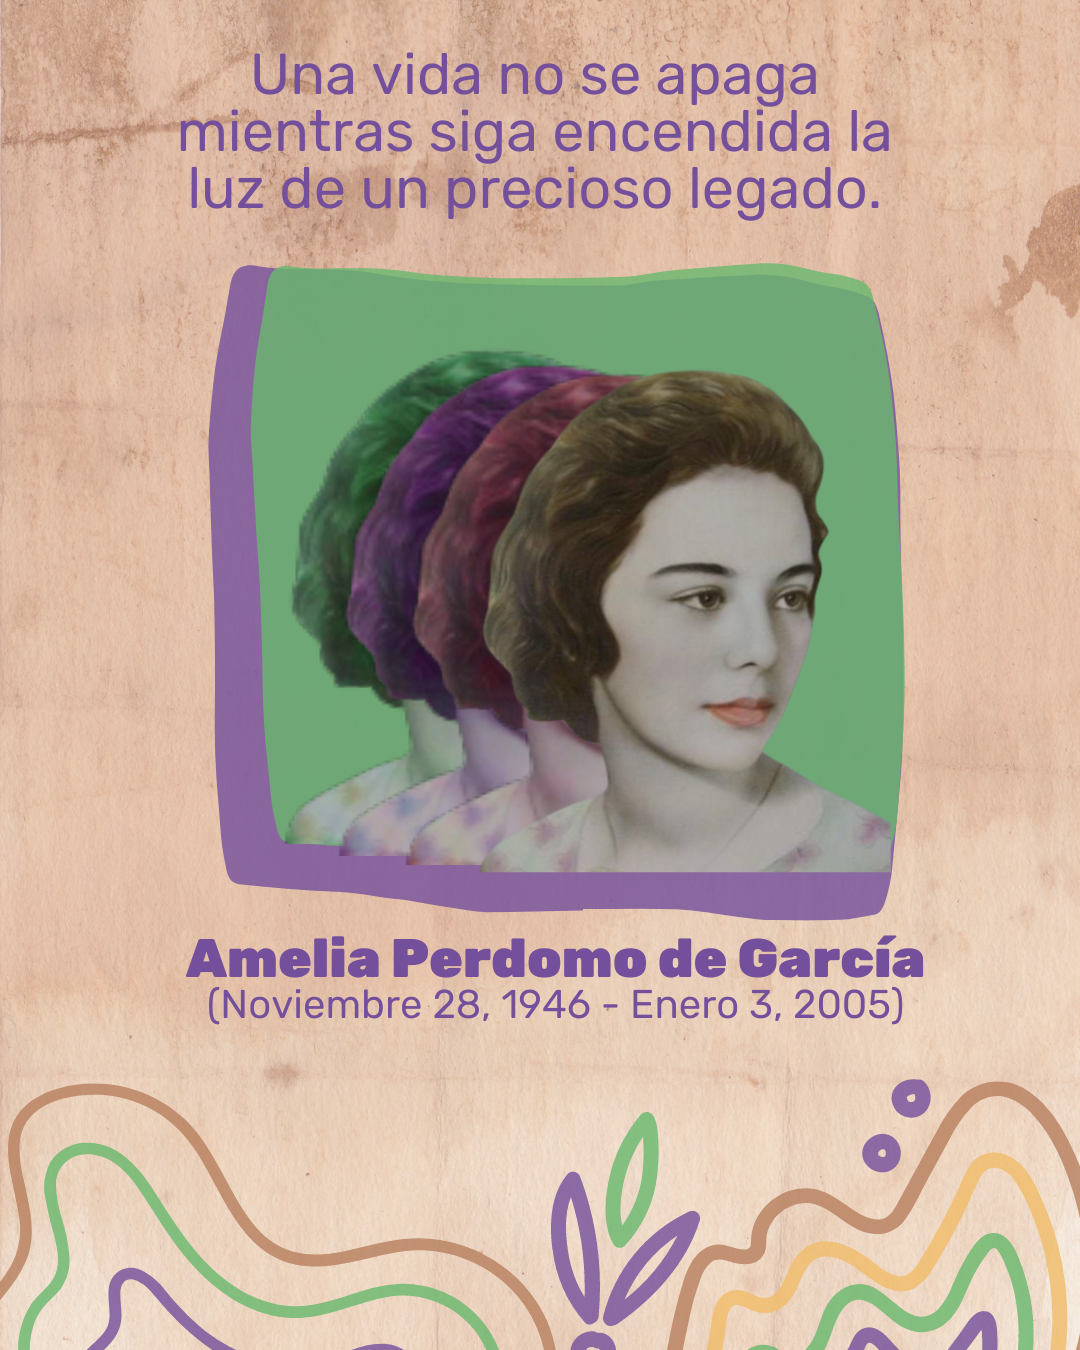 Una vida no se apaga
mientras siga encendida la
luz de un precioso legado.
Amelia Perdomo de García
(Noviembre 28, 1946 - Enero 3, 2005)